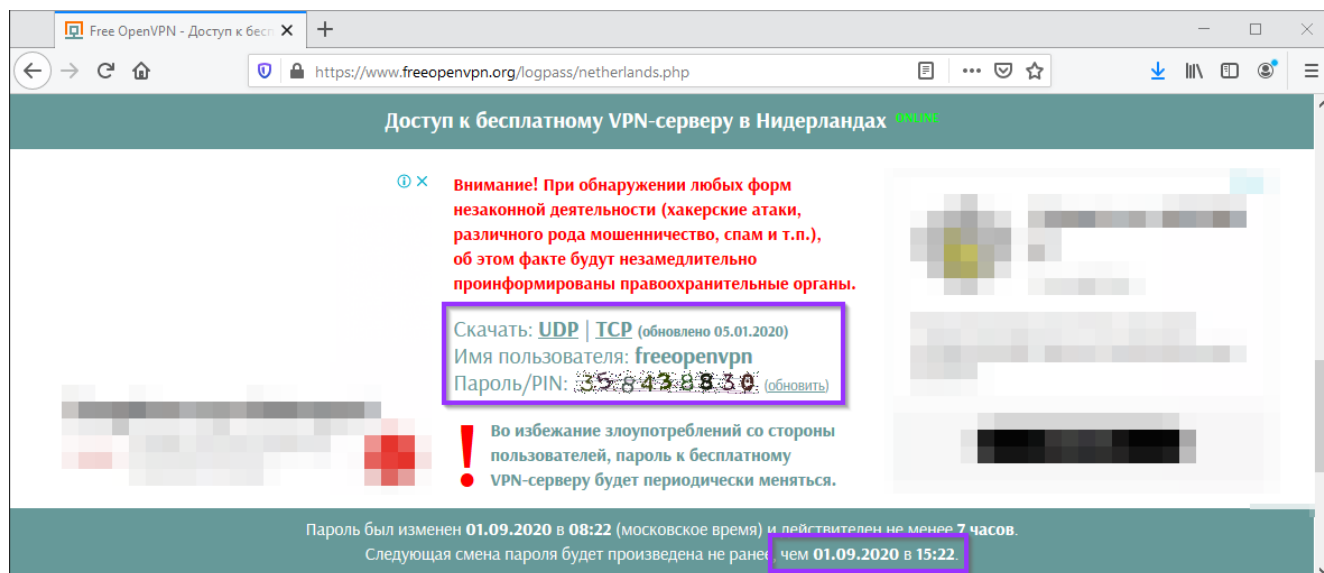 Free OpenVPN - Доступ к бесп
https://www.freeopenvpn.org/logpass/netherlands.php
Доступ к бесплатному VPN-серверу в Нидерландах ONLINE
Внимание! При обнаружении любых форм
незаконной деятельности (хакерские атаки,
различного рода мошенничество, спам и т.п.),
об этом факте будут незамедлительно
проинформированы правоохранительные органы.
Скачать: UDP | TCP (обновлено 05.01.2020)
Имя пользователя: freeopenvpn
Пароль/PIN: 358438830 (обновить)
! Во избежание злоупотреблений со стороны
пользователей, пароль к бесплатному
VPN-серверу будет периодически меняться.
Пароль был изменен 01.09.2020 в 08:22 (московское время) и действителен не менее 7 часов.
Следующая смена пароля будет произведена не ранее, чем 01.09.2020 в 15:22.